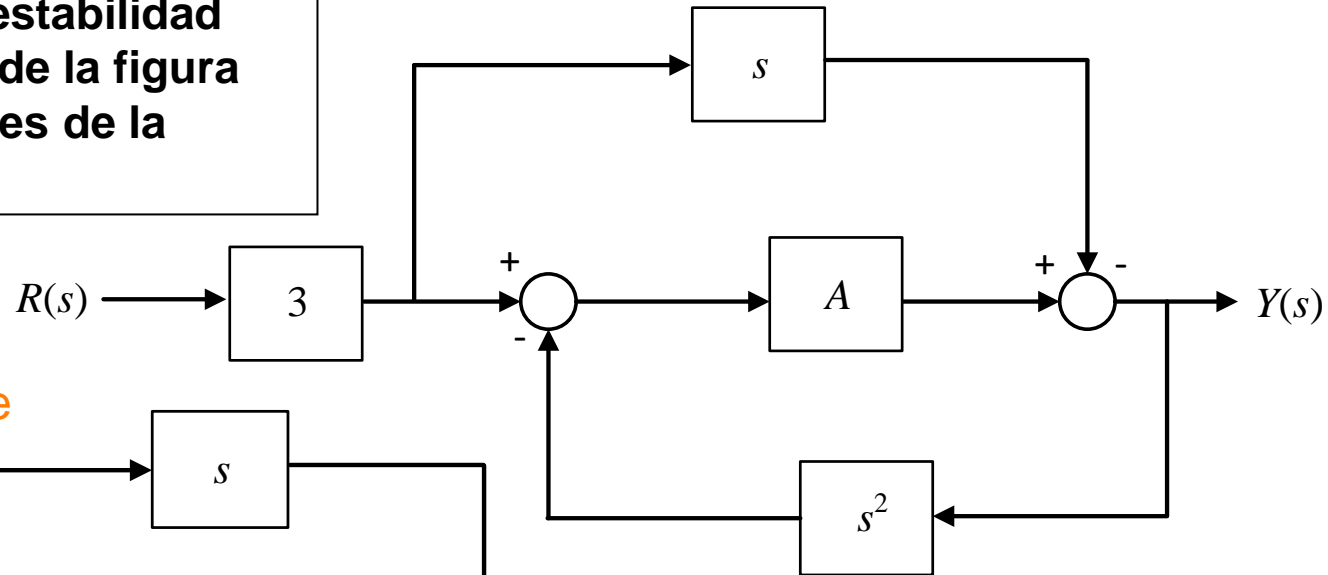 estabilidad
de la figura
es de la
s
+
-
R(s)
3
+
-
A
Y(s)
e
s
s²